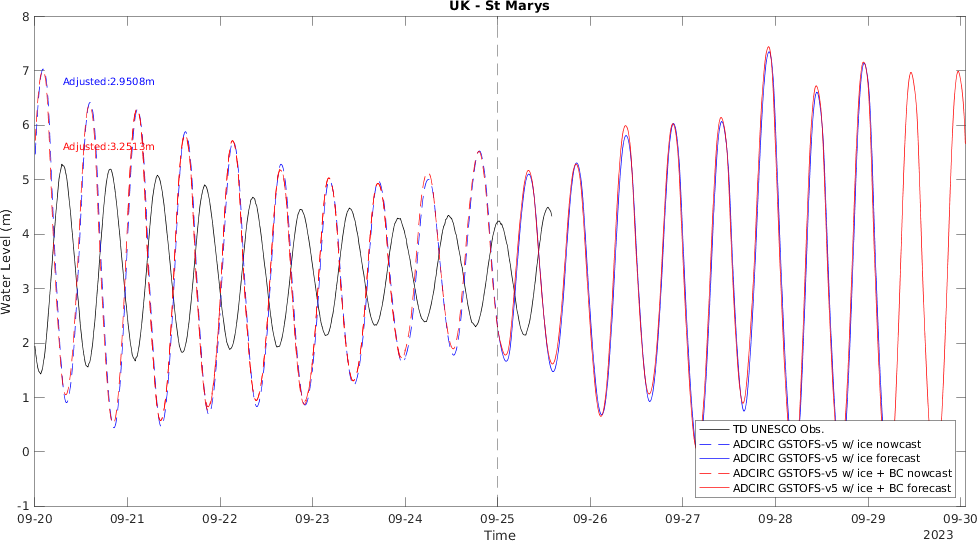 UK - St Marys
8
7
6
5
4
3
2
1
0
-1
Water Level (m)
Adjusted:2.9508m
Adjusted:3.2513m
TD UNESCO Obs.
ADCIRC GSTOFS-v5 w/ ice nowcast
ADCIRC GSTOFS-v5 w/ ice forecast
ADCIRC GSTOFS-v5 w/ ice + BC nowcast
ADCIRC GSTOFS-v5 w/ ice + BC forecast
09-20 09-21 09-22 09-23 09-24 09-25 09-26 09-27 09-28 09-29 09-30
Time
2023